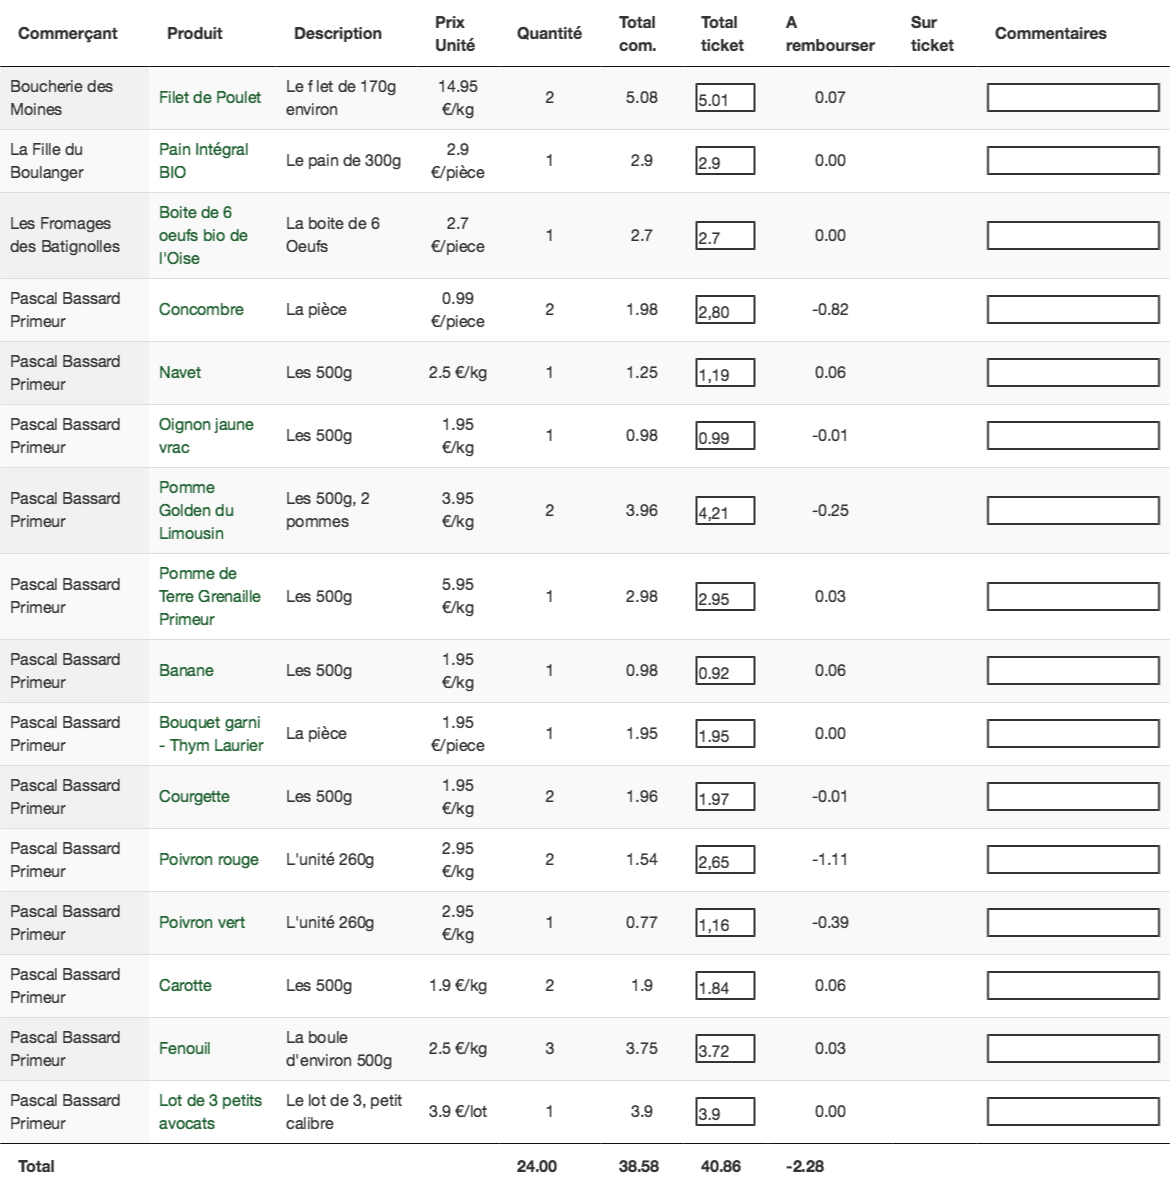 Commerçant Produit Description Prix Unité Quantité Total com. Total ticket A rembourser Sur ticket Commentaires
Boucherie des Moines Filet de Poulet Le filet de 170g environ 14.95 €/kg 2 5.08 5.01 0.07
La Fille du Boulanger Pain Intégral BIO Le pain de 300g 2.9 €/pièce 1 2.9 2.9 0.00
Les Fromages des Batignolles Boite de 6 oeufs bio de l'Oise La boite de 6 Oeufs 2.7 €/piece 1 2.7 2.7 0.00
Pascal Bassard Primeur Concombre La pièce 0.99 €/piece 2 1.98 2,80 -0.82
Pascal Bassard Primeur Navet Les 500g 2.5 €/kg 1 1.25 1,19 0.06
Pascal Bassard Primeur Oignon jaune vrac Les 500g 1.95 €/kg 1 0.98 0.99 -0.01
Pascal Bassard Primeur Pomme Golden du Limousin Les 500g, 2 pommes 3.95 €/kg 2 3.96 4,21 -0.25
Pascal Bassard Primeur Pomme de Terre Grenaille Primeur Les 500g 5.95 €/kg 1 2.98 2.95 0.03
Pascal Bassard Primeur Banane Les 500g 1.95 €/kg 1 0.98 0.92 0.06
Pascal Bassard Primeur Bouquet garni - Thym Laurier La pièce 1.95 €/piece 1 1.95 1.95 0.00
Pascal Bassard Primeur Courgette Les 500g 1.95 €/kg 2 1.96 1.97 -0.01
Pascal Bassard Primeur Poivron rouge L'unité 260g 2.95 €/kg 2 1.54 2,65 -1.11
Pascal Bassard Primeur Poivron vert L'unité 260g 2.95 €/kg 1 0.77 1,16 -0.39
Pascal Bassard Primeur Carotte Les 500g 1.9 €/kg 2 1.9 1.84 0.06
Pascal Bassard Primeur Fenouil La boule d'environ 500g 2.5 €/kg 3 3.75 3.72 0.03
Pascal Bassard Primeur Lot de 3 petits avocats Le lot de 3, petit calibre 3.9 €/lot 1 3.9 3.9 0.00
Total 24.00 38.58 40.86 -2.28